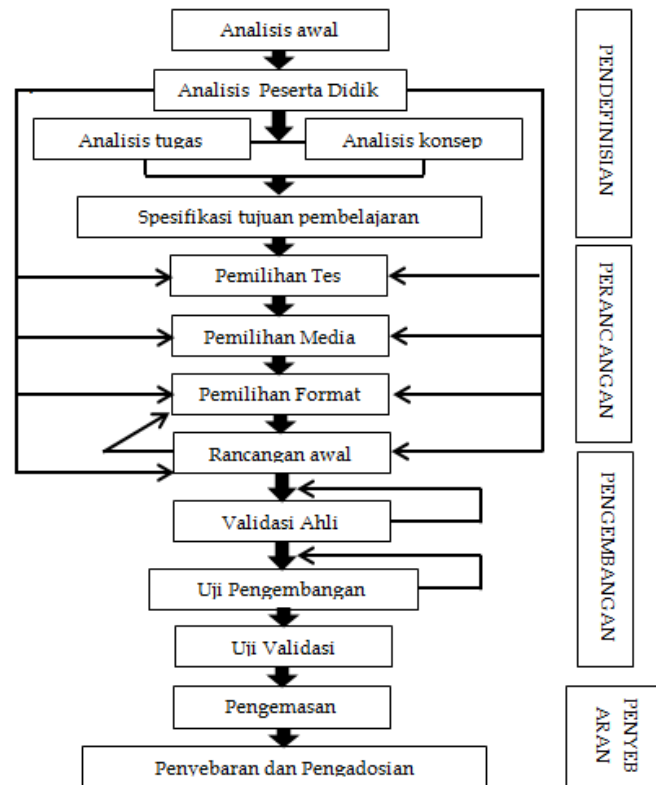 Analisis awal
Analisis Peserta Didik
Analisis tugas
Analisis konsep
Spesifikasi tujuan pembelajaran
Pemilihan Tes
Pemilihan Media
Pemilihan Format
Rancangan awal
Validasi Ahli
Uji Pengembangan
Uji Validasi
Pengemasan
Penyebaran dan Pengadosian
PENDEFINISIAN
PERANCANGAN
PENGEMBANGAN
PENYEB
ARAN